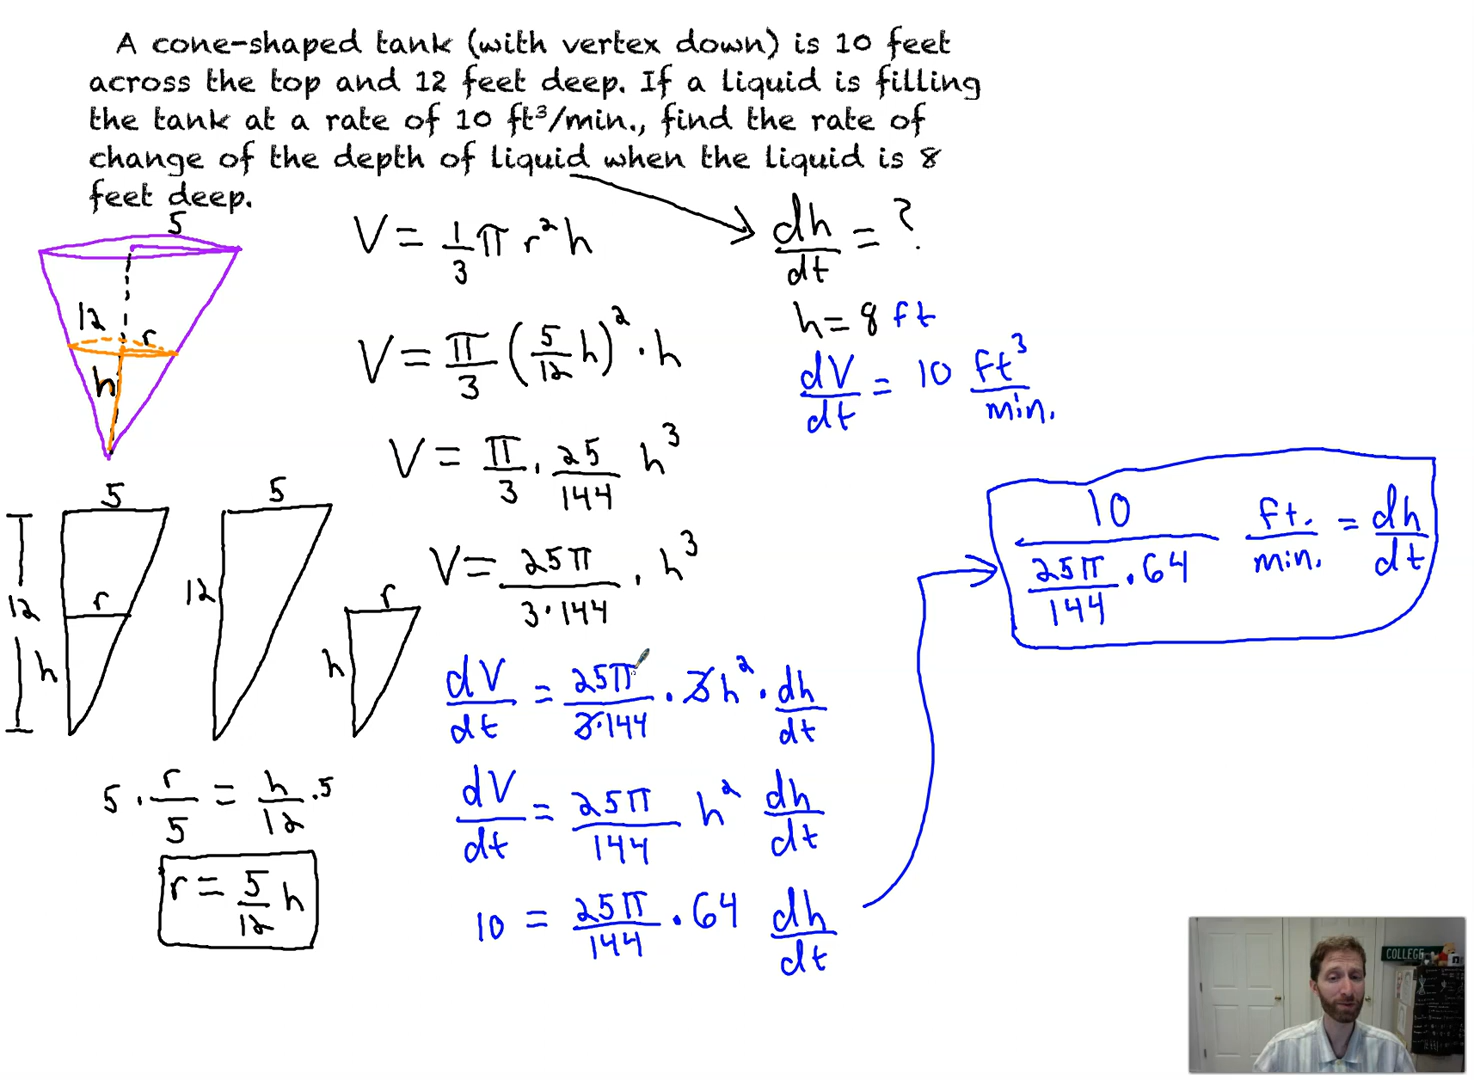 A cone-shaped tank (with vertex down) is 10 feet
across the top and 12 feet deep. If a liquid is filling
the tank at a rate of 10 ft³/min., find the rate of
change of the depth of liquid when the liquid is 8
feet deep.
5
12
r
h
V = 1/3 π r² h
V = π/3 (5/12 h)² · h
V = π/3 · 25/144 h³
V = 25π/(3·144) · h³
dh/dt = ?
h = 8 ft
dV/dt = 10 ft³/min.
10/(25π/144 · 64) ft./min. = dh/dt
5
12
r
h
5
12
r
h
5 · r/5 = h/12 · 5
r = 5/12 h
dV/dt = 25π/(3·144) · 3h² · dh/dt
dV/dt = 25π/144 h² dh/dt
10 = 25π/144 · 64 dh/dt
COLLEGE